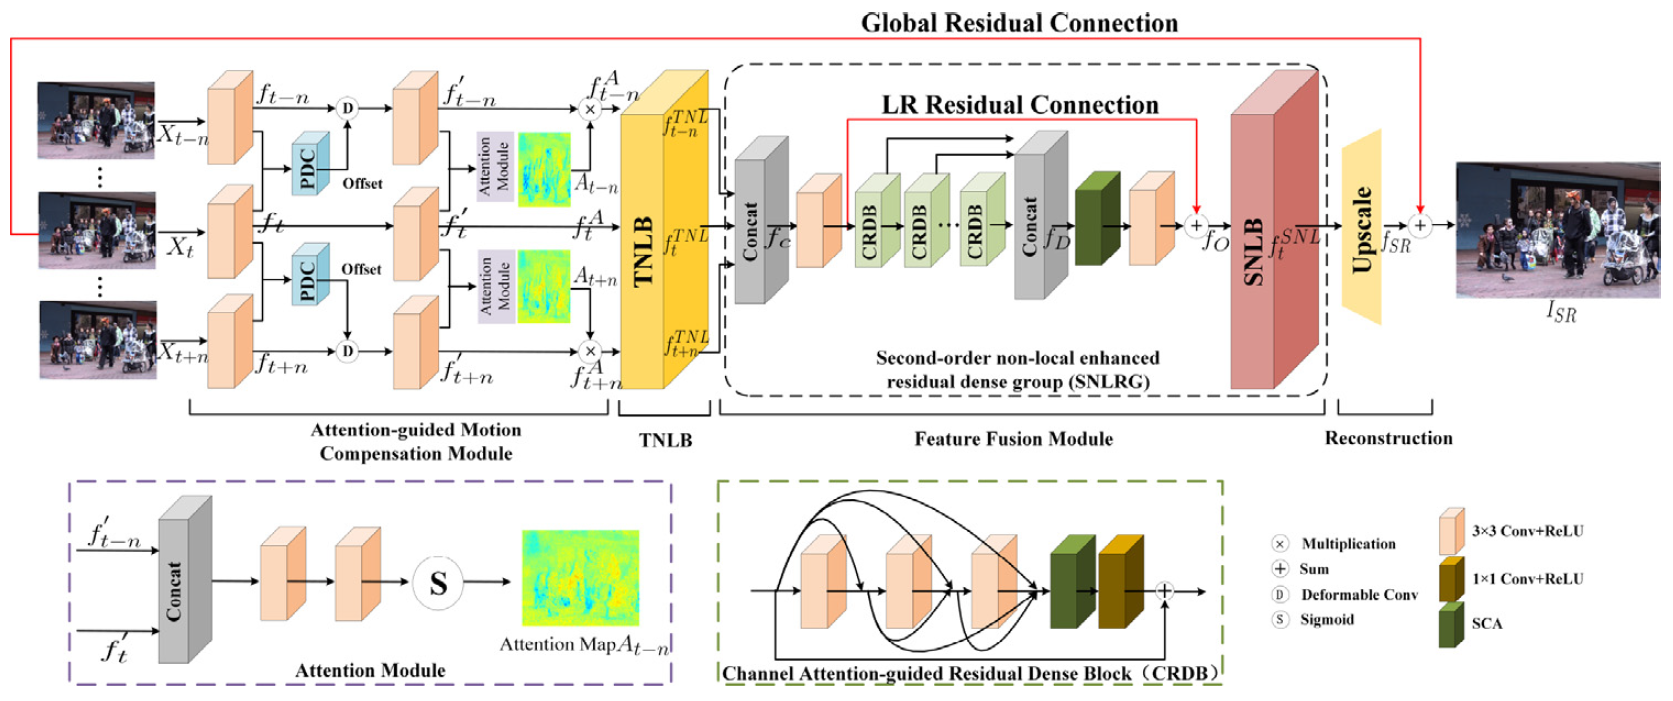 Global Residual Connection
LR Residual Connection
X_{t-n}
f_{t-n}
D
f'_{t-n}
×
f^A_{t-n}
PDC
Offset
Attention Module
A_{t-n}
X_t
f_t
f'_t
f^A_t
PDC
Offset
Attention Module
A_{t+n}
X_{t+n}
f_{t+n}
D
f'_{t+n}
×
f^A_{t+n}
TNLB
f^{TNL}_{t-n}
f^{TNL}_t
f^{TNL}_{t+n}
Concat
f_c
CRDB
CRDB
...
CRDB
Concat
f_D
+
f_O
SNLB
f^{SNL}_t
Upscale
f_{SR}
+
I_{SR}
Second-order non-local enhanced
residual dense group (SNLRG)
Attention-guided Motion
Compensation Module
TNLB
Feature Fusion Module
Reconstruction
f'_{t-n}
f'_t
Concat
S
Attention Map A_{t-n}
Attention Module
+
Channel Attention-guided Residual Dense Block（CRDB）
× Multiplication
+ Sum
D Deformable Conv
S Sigmoid
3×3 Conv+ReLU
1×1 Conv+ReLU
SCA